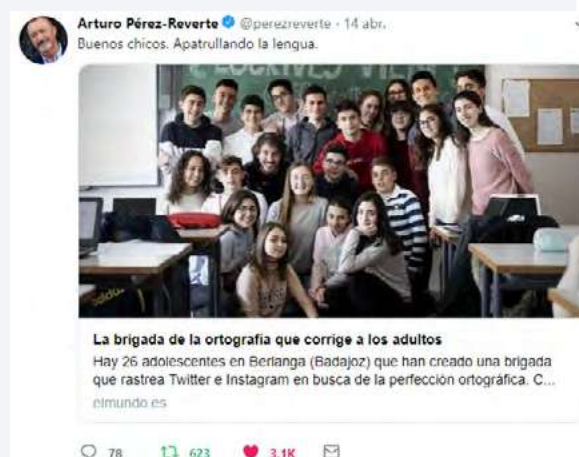 Arturo Pérez-Reverte @perezreverte · 14 abr.
Buenos chicos. Apatrullando la lengua.
La brigada de la ortografía que corrige a los adultos
Hay 26 adolescentes en Berlanga (Badajoz) que han creado una brigada
que rastrea Twitter e Instagram en busca de la perfección ortográfica. C...
elmundo.es
78 623 3.1K